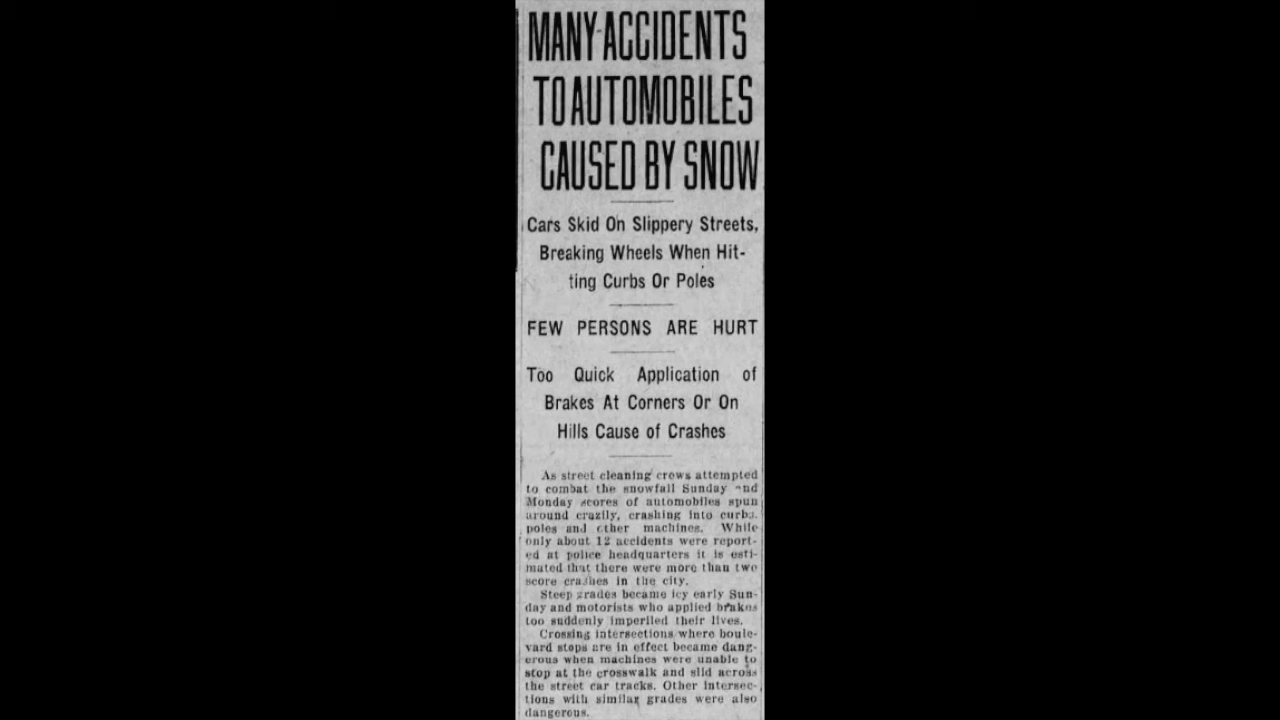 MANY ACCIDENTS
TO AUTOMOBILES
CAUSED BY SNOW
Cars Skid On Slippery Streets,
Breaking Wheels When Hit-
ting Curbs Or Poles
FEW PERSONS ARE HURT
Too Quick Application of
Brakes At Corners Or On
Hills Cause of Crashes
As street cleaning crews attempted
to combat the snowfall Sunday and
Monday scores of automobiles spun
around crazily, crashing into curbs,
poles and other machines. While
only about 12 accidents were report-
ed at police headquarters it is esti-
mated that there were more than two
score crashes in the city.
Steep grades became icy early Sun-
day and motorists who applied brakes
too suddenly imperiled their lives.
Crossing intersections where boule-
vard stops are in effect became dang-
erous when machines were unable to
stop at the crosswalk and slid across
the street car tracks. Other intersec-
tions with similar grades were also
dangerous.